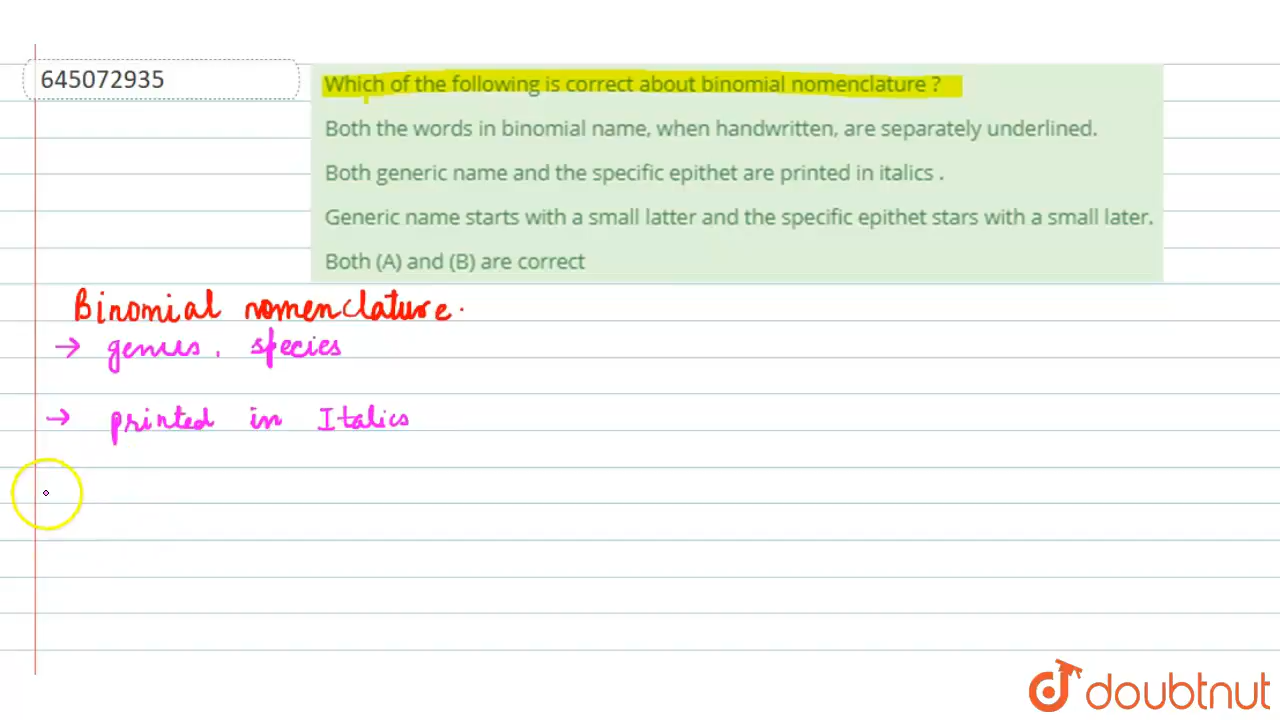 645072935
Which of the following is correct about binomial nomenclature ?
Both the words in binomial name, when handwritten, are separately underlined.
Both generic name and the specific epithet are printed in italics .
Generic name starts with a small latter and the specific epithet stars with a small later.
Both (A) and (B) are correct
Binomial nomenclature.
→ genus, species
→ printed in Italics
doubtnut